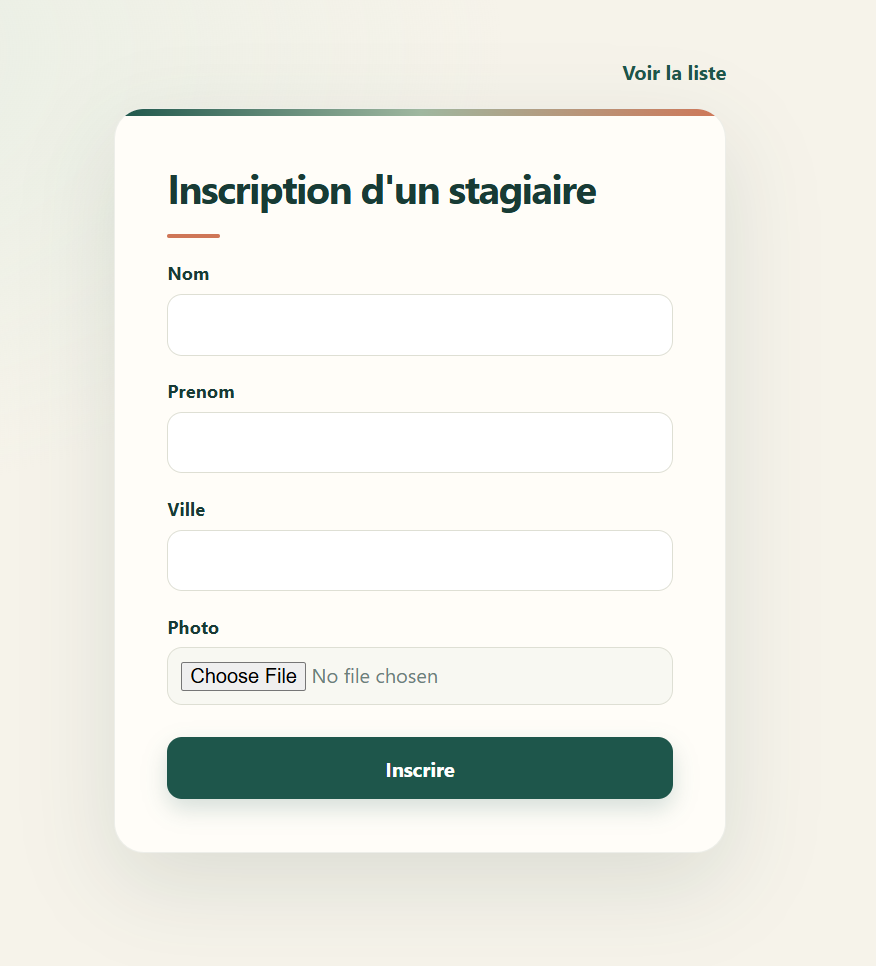 Voir la liste
Inscription d'un stagiaire
Nom
Prenom
Ville
Photo
Choose File No file chosen
Inscrire